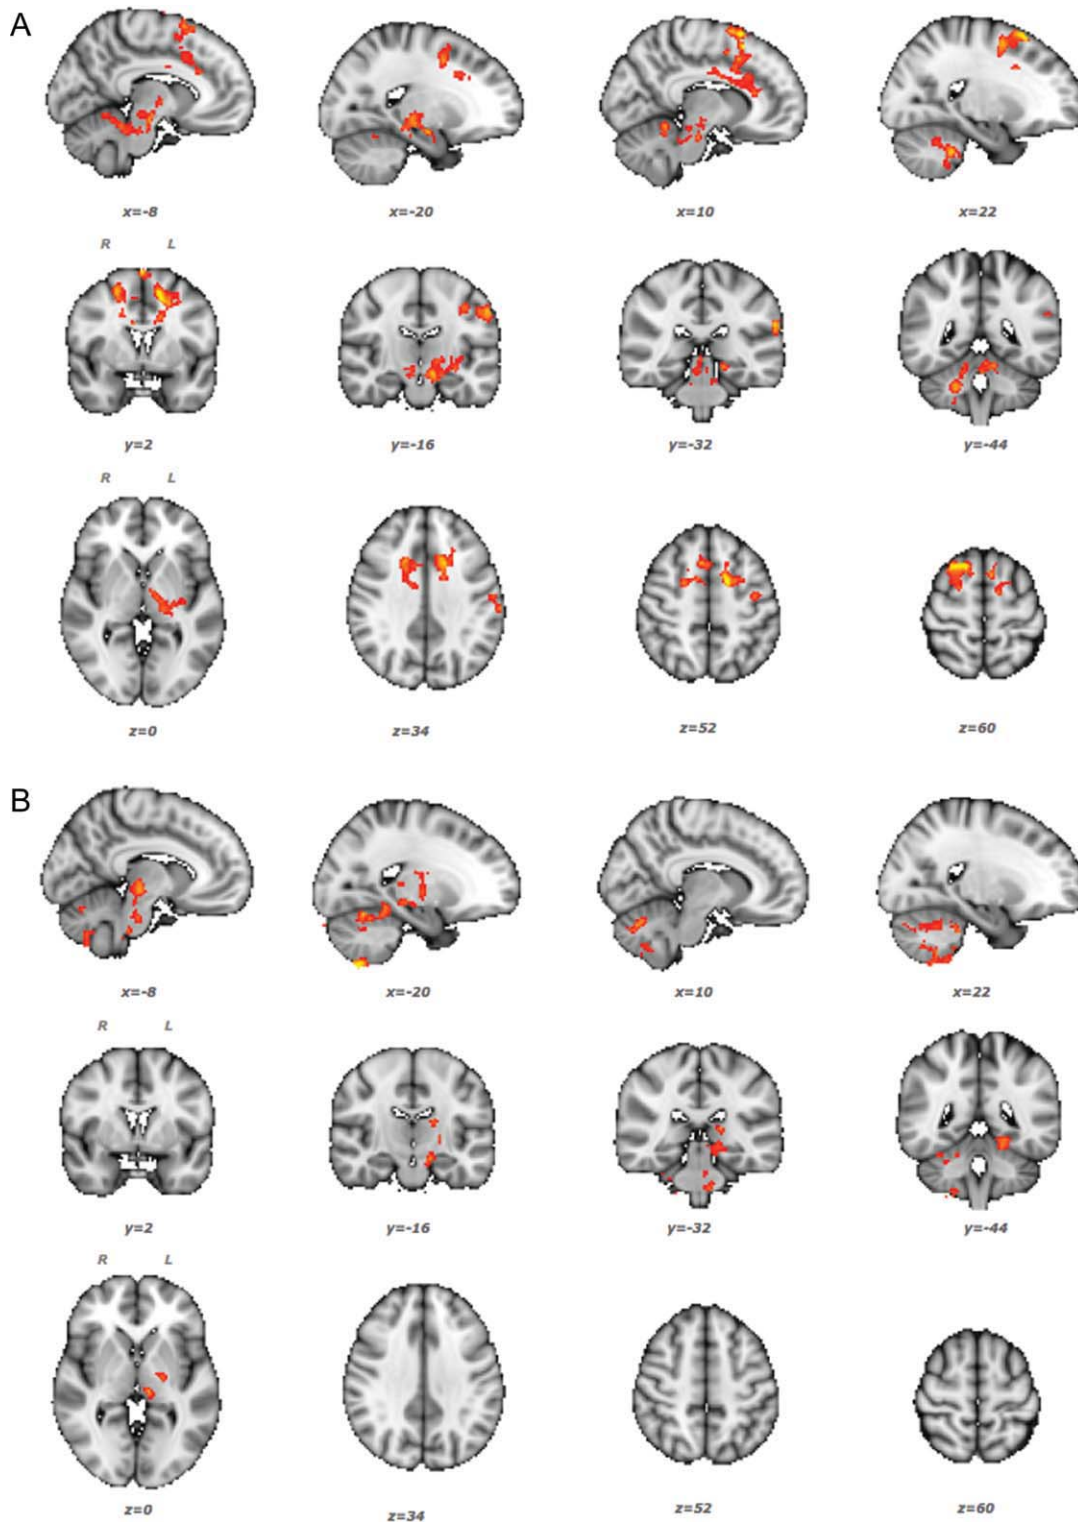 A
x=-8 x=-20 x=10 x=22
R L
y=2 y=-16 y=-32 y=-44
R L
z=0 z=34 z=52 z=60
B
x=-8 x=-20 x=10 x=22
R L
y=2 y=-16 y=-32 y=-44
R L
z=0 z=34 z=52 z=60